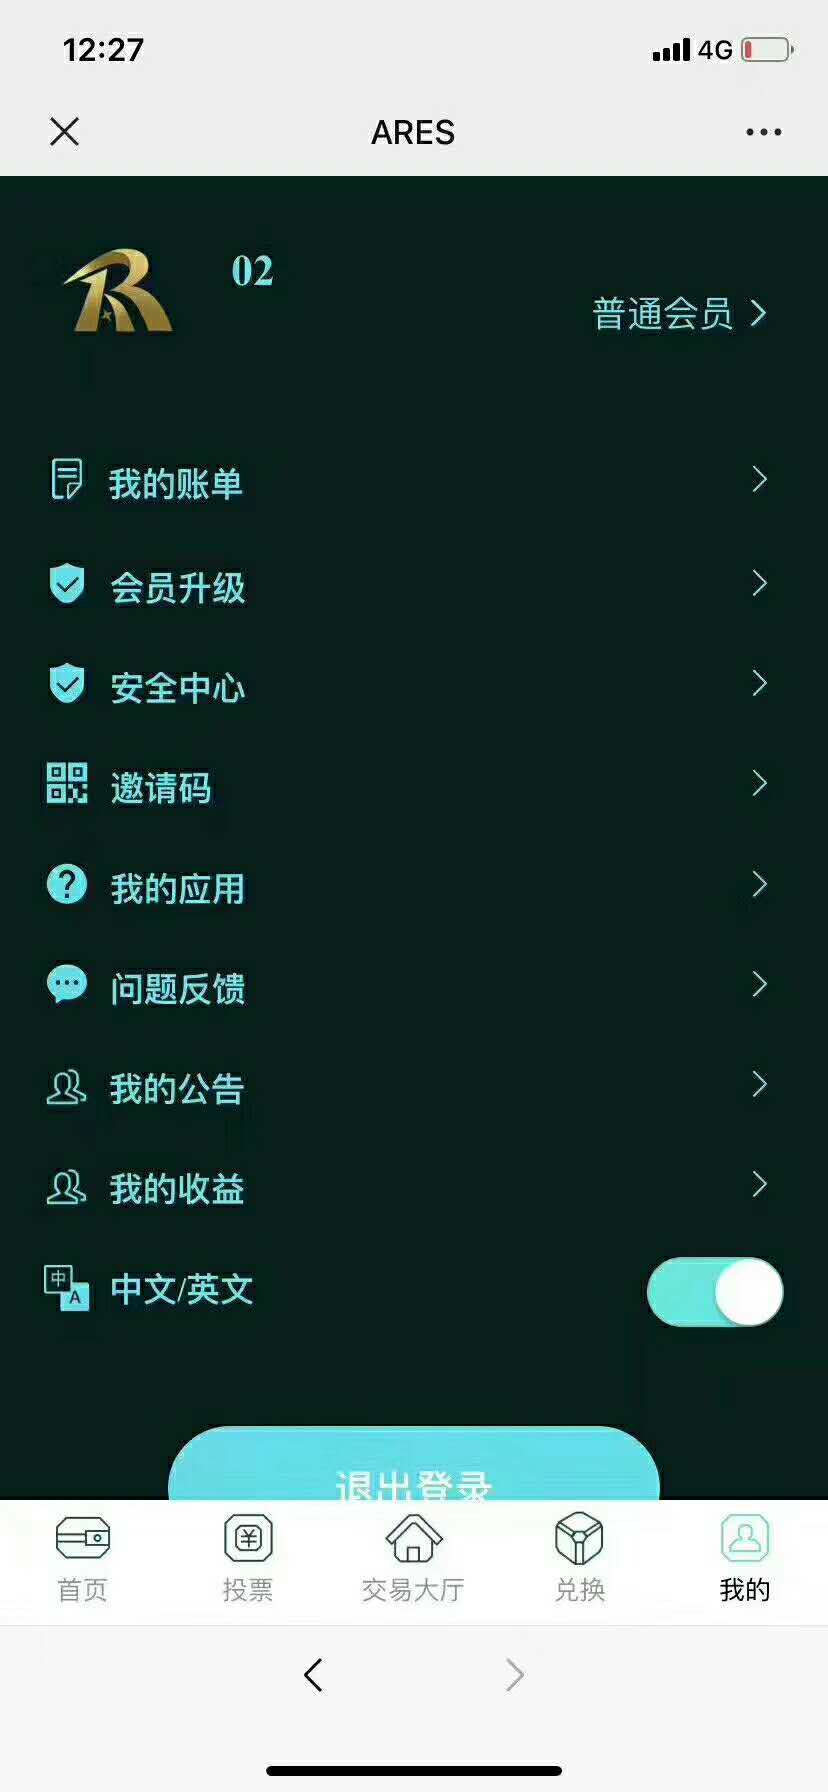 12:27
4G
ARES
02
普通会员
我的账单
会员升级
安全中心
邀请码
我的应用
问题反馈
我的公告
我的收益
中 A 中文/英文
退出登录
首页 投票 交易大厅 兑换 我的